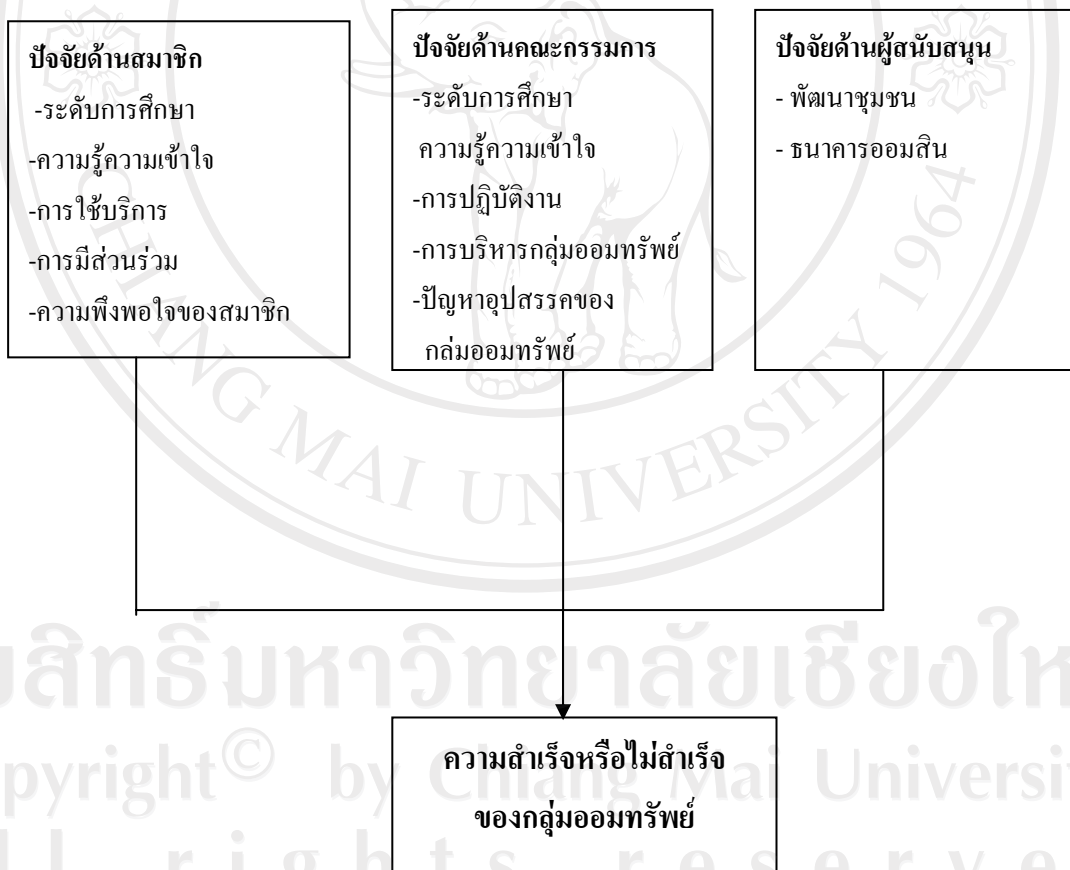 ปัจจัยด้านสมาชิก
-ระดับการศึกษา
-ความรู้ความเข้าใจ
-การใช้บริการ
-การมีส่วนร่วม
-ความพึงพอใจของสมาชิก
ปัจจัยด้านคณะกรรมการ
-ระดับการศึกษา
ความรู้ความเข้าใจ
-การปฏิบัติงาน
-การบริหารกลุ่มออมทรัพย์
-ปัญหาอุปสรรคของ
กลุ่มออมทรัพย์
ปัจจัยด้านผู้สนับสนุน
- พัฒนาชุมชน
- ธนาคารออมสิน
CHIANG MAI UNIVERSITY 1964
ความสำเร็จหรือไม่สำเร็จ
ของกลุ่มออมทรัพย์
สิทธิ์มหาวิทยาลัยเชียงให
pyright© by Chiang Mai Universi
ll rights reserve